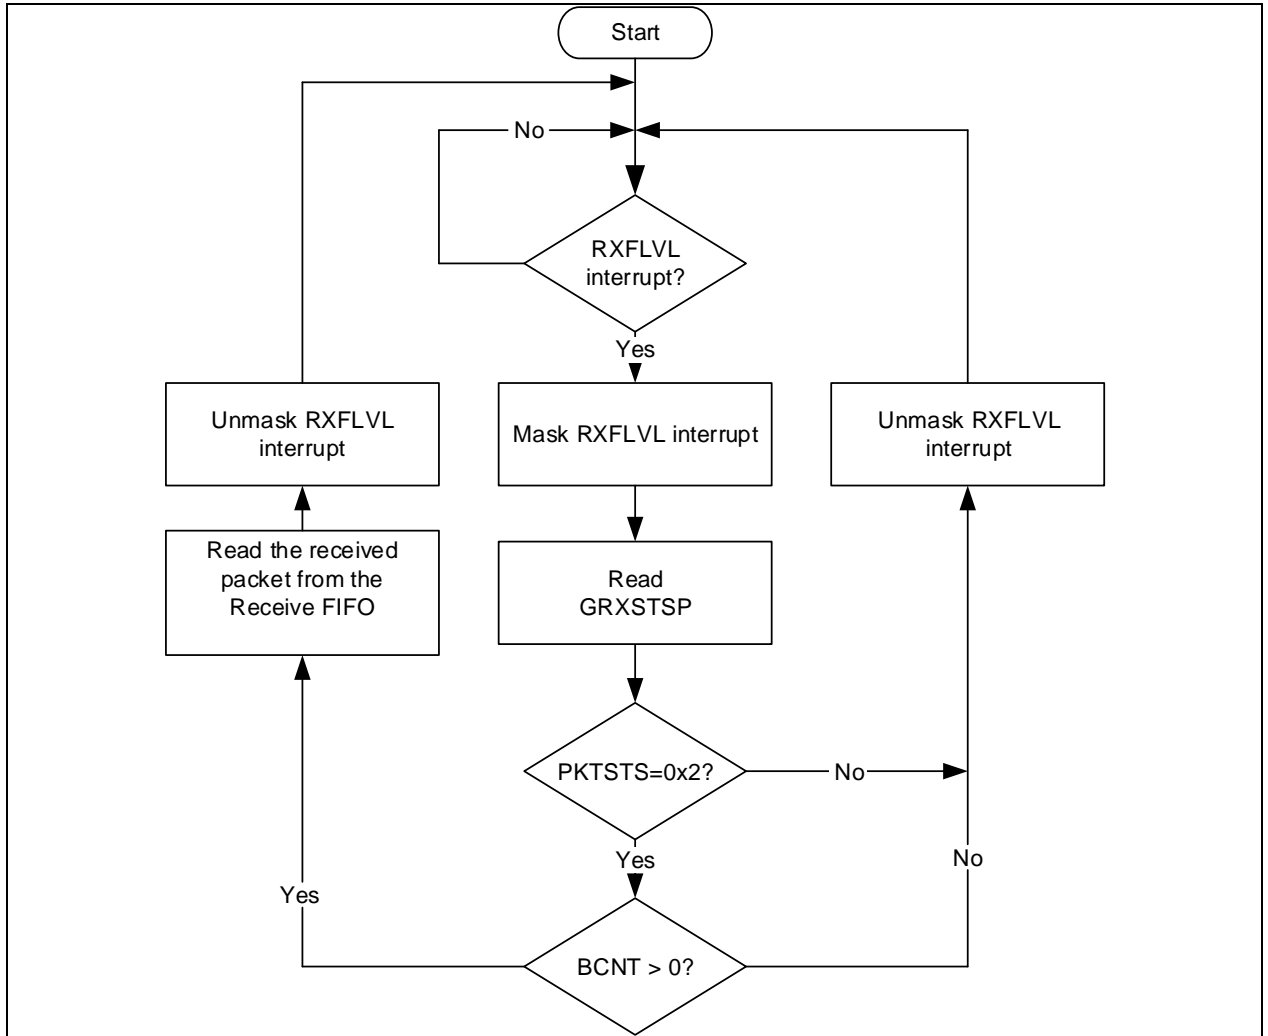 Start
No
RXFLVL
interrupt?
Yes
Unmask RXFLVL
interrupt
Mask RXFLVL interrupt
Unmask RXFLVL
interrupt
Read the received
packet from the
Receive FIFO
Read
GRXSTSP
PKTSTS=0x2?
No
Yes
No
Yes
BCNT > 0?